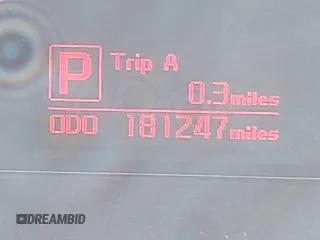 P
Trip A
0.3miles
ODO 181247miles
DREAMBID